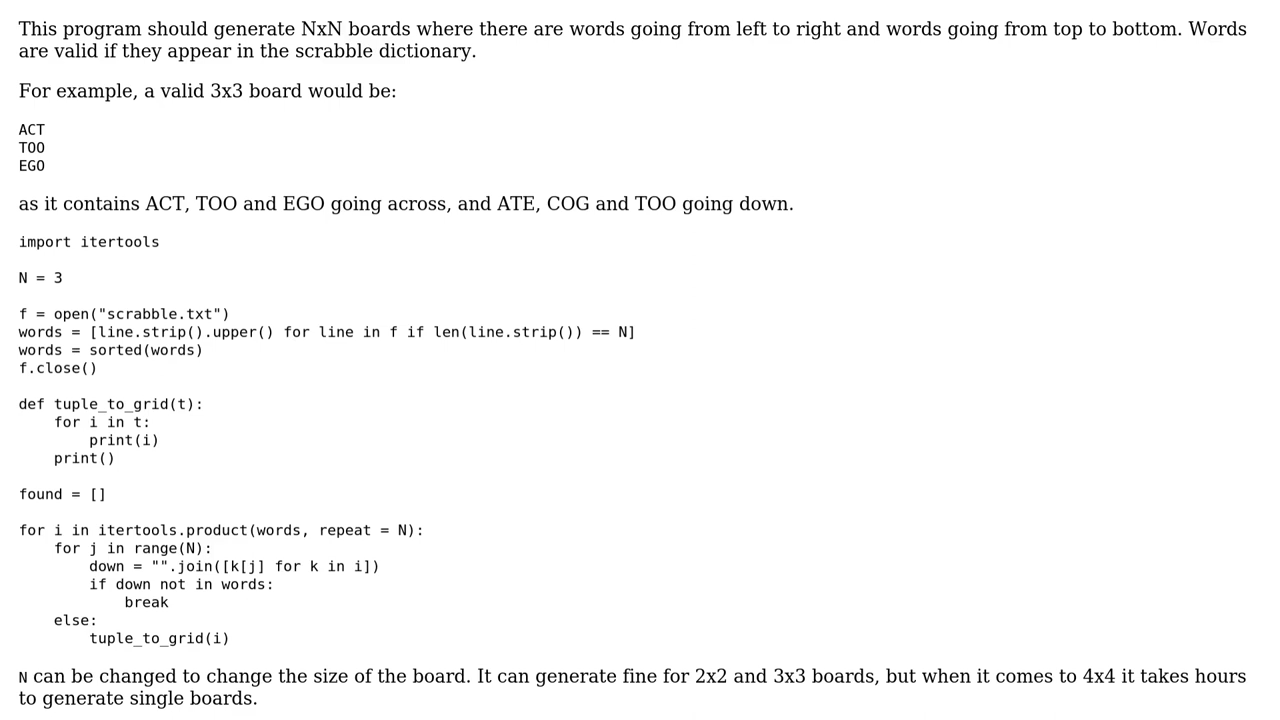 This program should generate NxN boards where there are words going from left to right and words going from top to bottom. Words
are valid if they appear in the scrabble dictionary.
For example, a valid 3x3 board would be:
ACT
TOO
EGO
as it contains ACT, TOO and EGO going across, and ATE, COG and TOO going down.
import itertools
N = 3
f = open("scrabble.txt")
words = [line.strip().upper() for line in f if len(line.strip()) == N]
words = sorted(words)
f.close()
def tuple_to_grid(t):
    for i in t:
        print(i)
    print()
found = []
for i in itertools.product(words, repeat = N):
    for j in range(N):
        down = "".join([k[j] for k in i])
        if down not in words:
            break
    else:
        tuple_to_grid(i)
N can be changed to change the size of the board. It can generate fine for 2x2 and 3x3 boards, but when it comes to 4x4 it takes hours
to generate single boards.